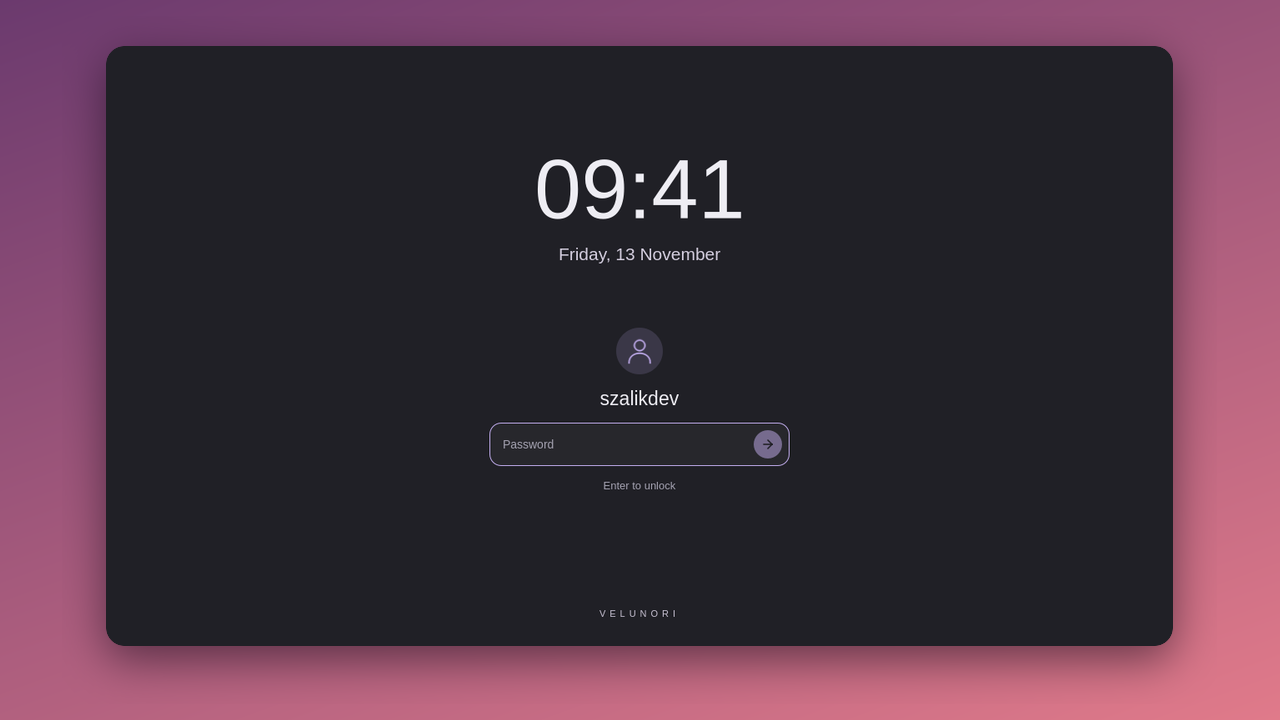 09:41
Friday, 13 November
szalikdev
Password
Enter to unlock
VELUNORI